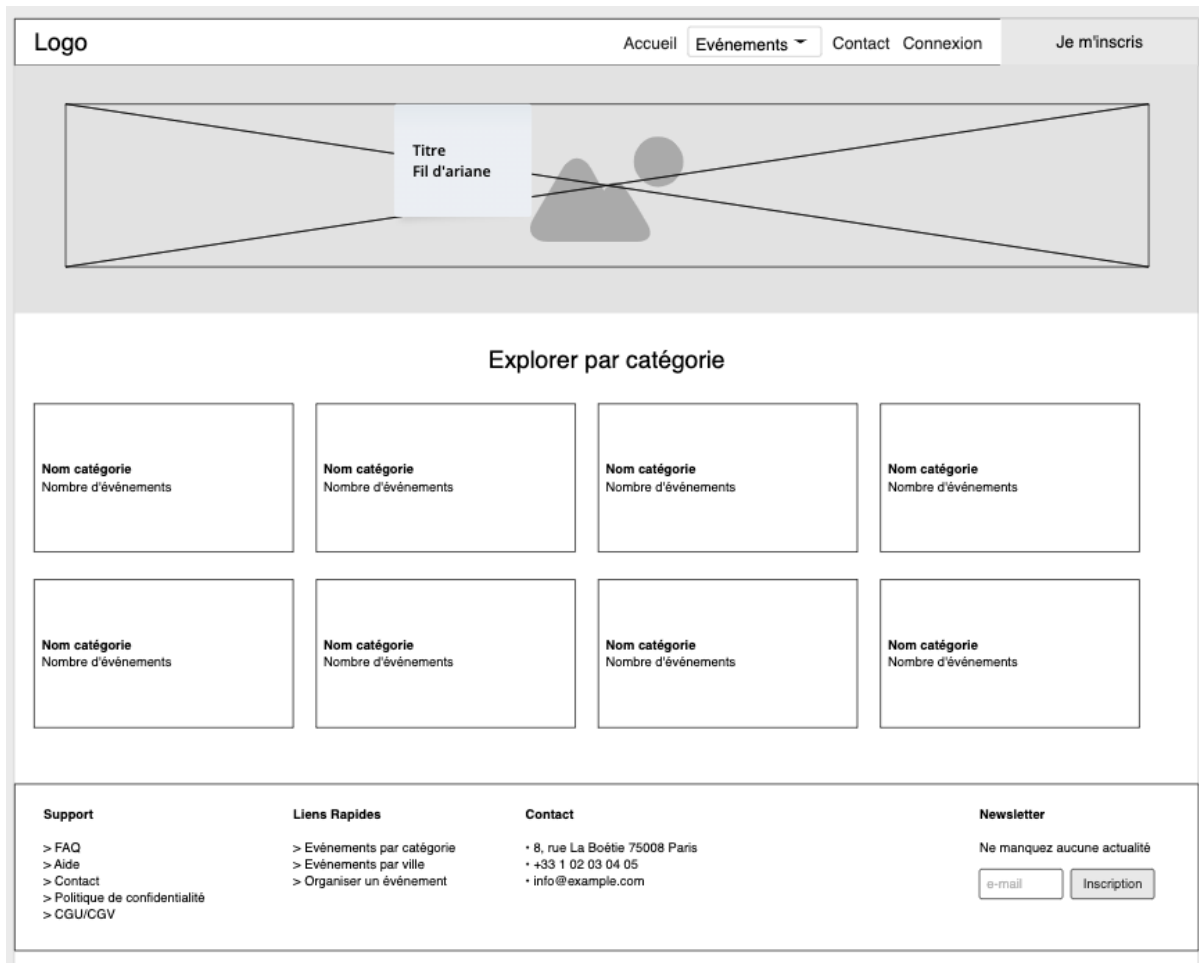 Logo
Accueil Evénements Contact Connexion Je m'inscris
Titre
Fil d'ariane
Explorer par catégorie
Nom catégorie
Nombre d'événements
Nom catégorie
Nombre d'événements
Nom catégorie
Nombre d'événements
Nom catégorie
Nombre d'événements
Nom catégorie
Nombre d'événements
Nom catégorie
Nombre d'événements
Nom catégorie
Nombre d'événements
Nom catégorie
Nombre d'événements
Support
> FAQ
> Aide
> Contact
> Politique de confidentialité
> CGU/CGV
Liens Rapides
> Evénements par catégorie
> Evénements par ville
> Organiser un événement
Contact
• 8, rue La Boétie 75008 Paris
• +33 1 02 03 04 05
• info@example.com
Newsletter
Ne manquez aucune actualité
e-mail Inscription